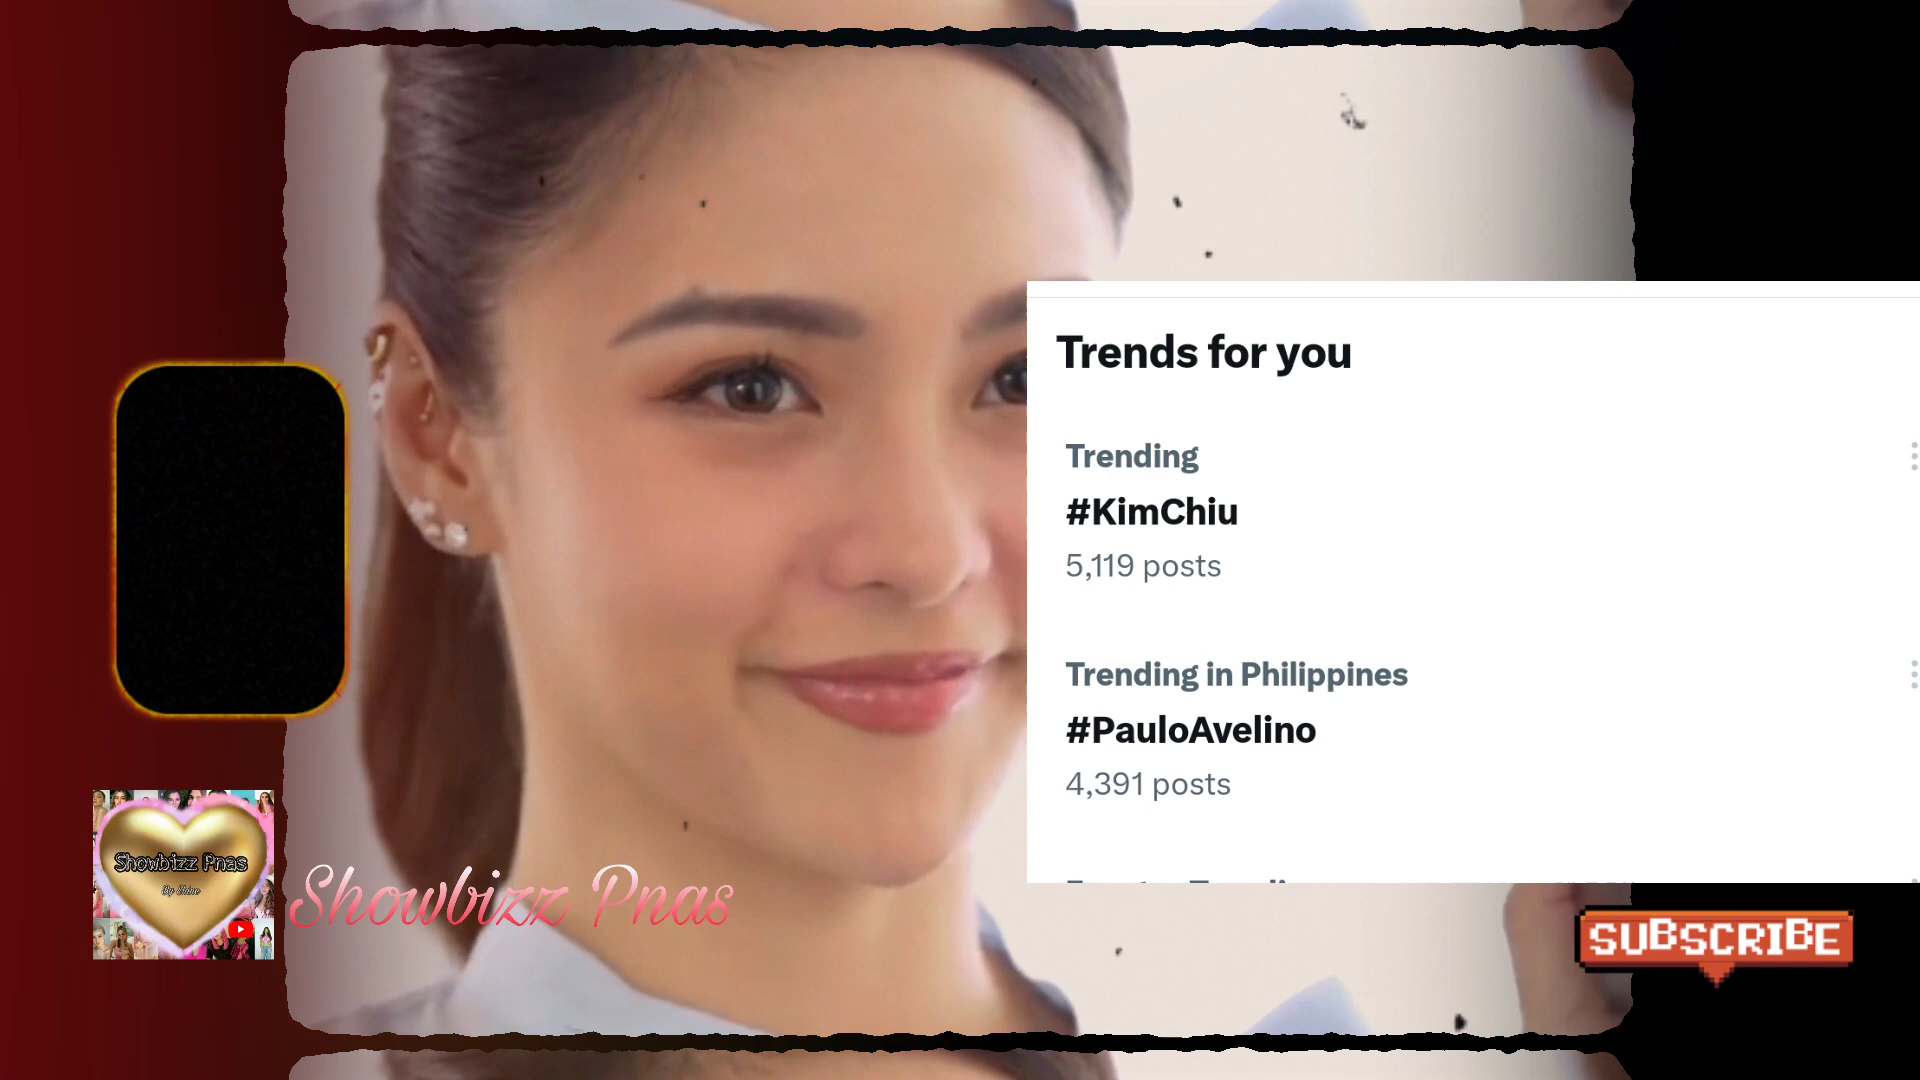 Trends for you
Trending
#KimChiu
5,119 posts
Trending in Philippines
#PauloAvelino
4,391 posts
Showbizz Pnas
Showbizz Pnas
SUBSCRIBE